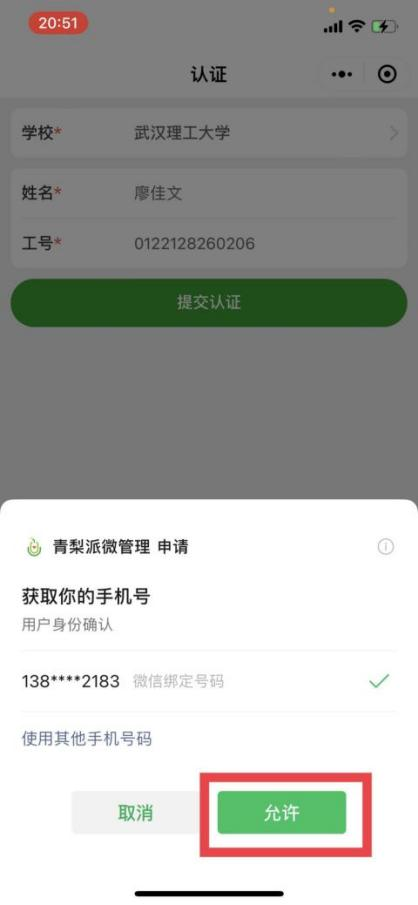 20:51
认证
学校* 武汉理工大学
姓名* 廖佳文
工号* 0122128260206
提交认证
青梨派微管理 申请
获取你的手机号
用户身份确认
138****2183 微信绑定号码
使用其他手机号码
取消 允许